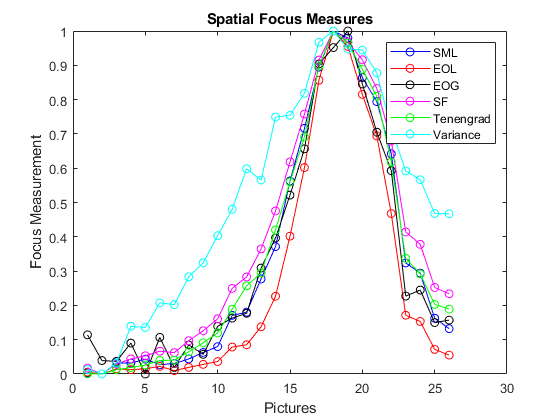 Spatial Focus Measures
1
0.9
0.8
0.7
0.6
0.5
0.4
0.3
0.2
0.1
0
Focus Measurement
SML
EOL
EOG
SF
Tenengrad
Variance
0 5 10 15 20 25 30
Pictures